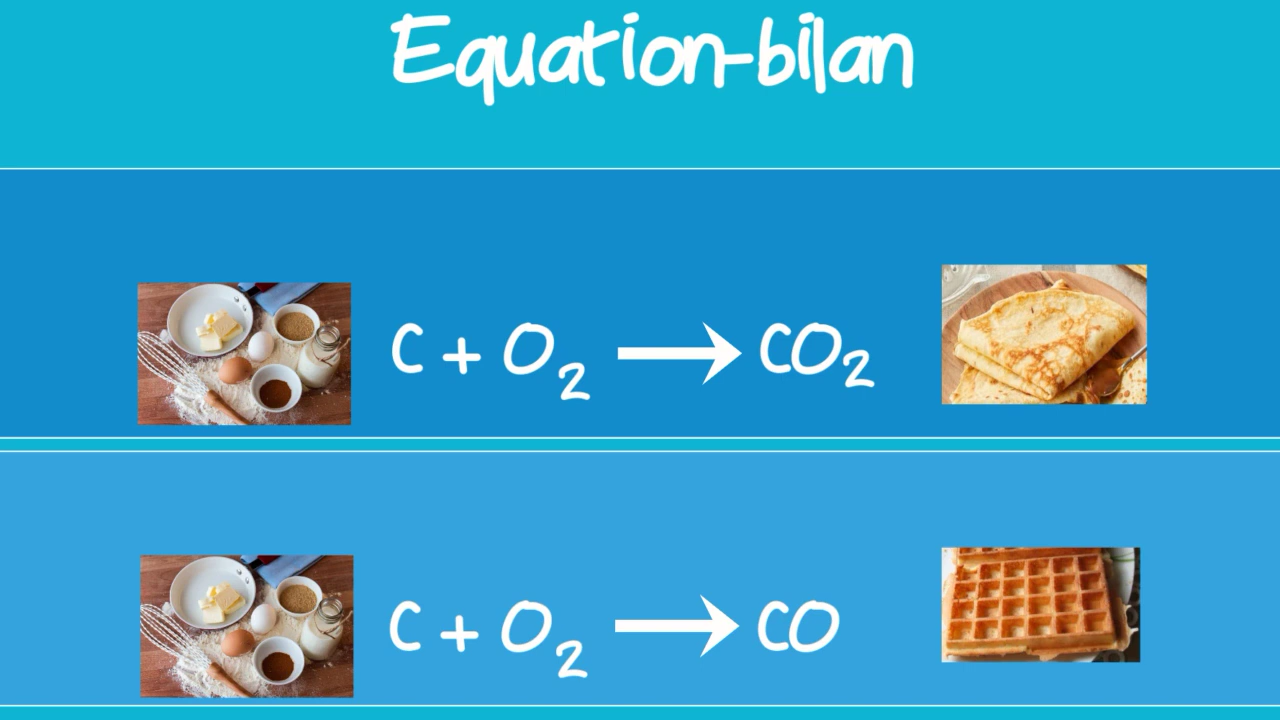 Equation-bilan
C + O₂ → CO₂
C + O₂ → CO